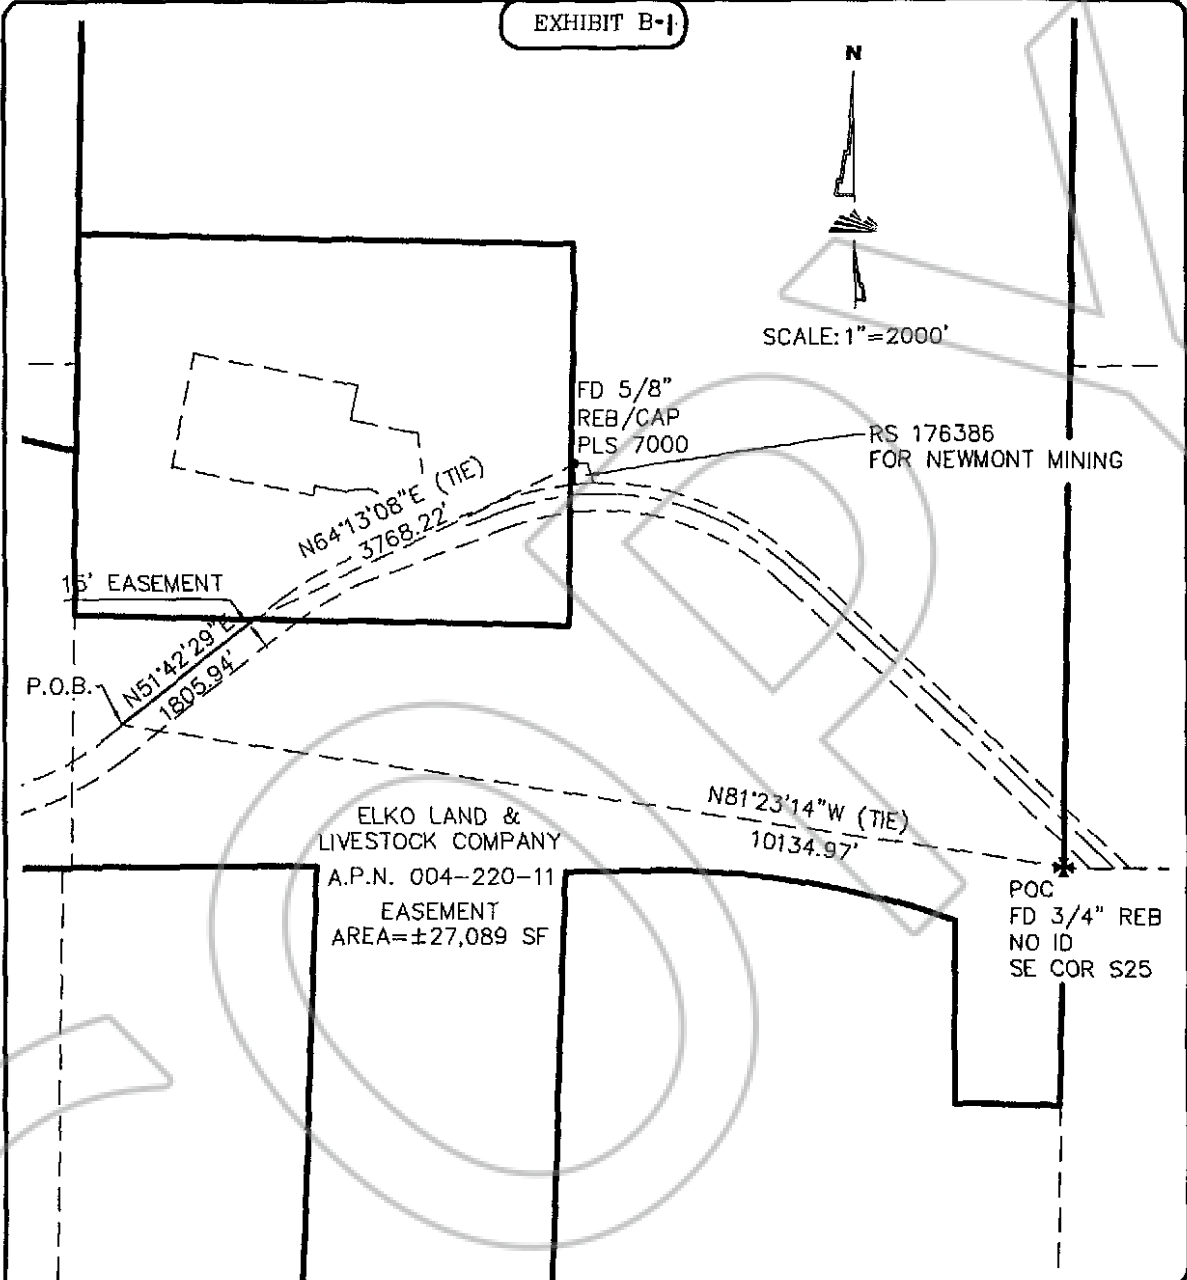 EXHIBIT B-1
N
SCALE: 1"=2000'
FD 5/8"
REB/CAP
PLS 7000
RS 176386
FOR NEWMONT MINING
N64°13'08"E (TIE)
3768.22'
15' EASEMENT
N51°42'29"E
1805.94'
P.O.B.
N81°23'14"W (TIE)
10134.97'
ELKO LAND &
LIVESTOCK COMPANY
A.P.N. 004-220-11
EASEMENT
AREA=±27,089 SF
POC
FD 3/4" REB
NO ID
SE COR S25
COPY